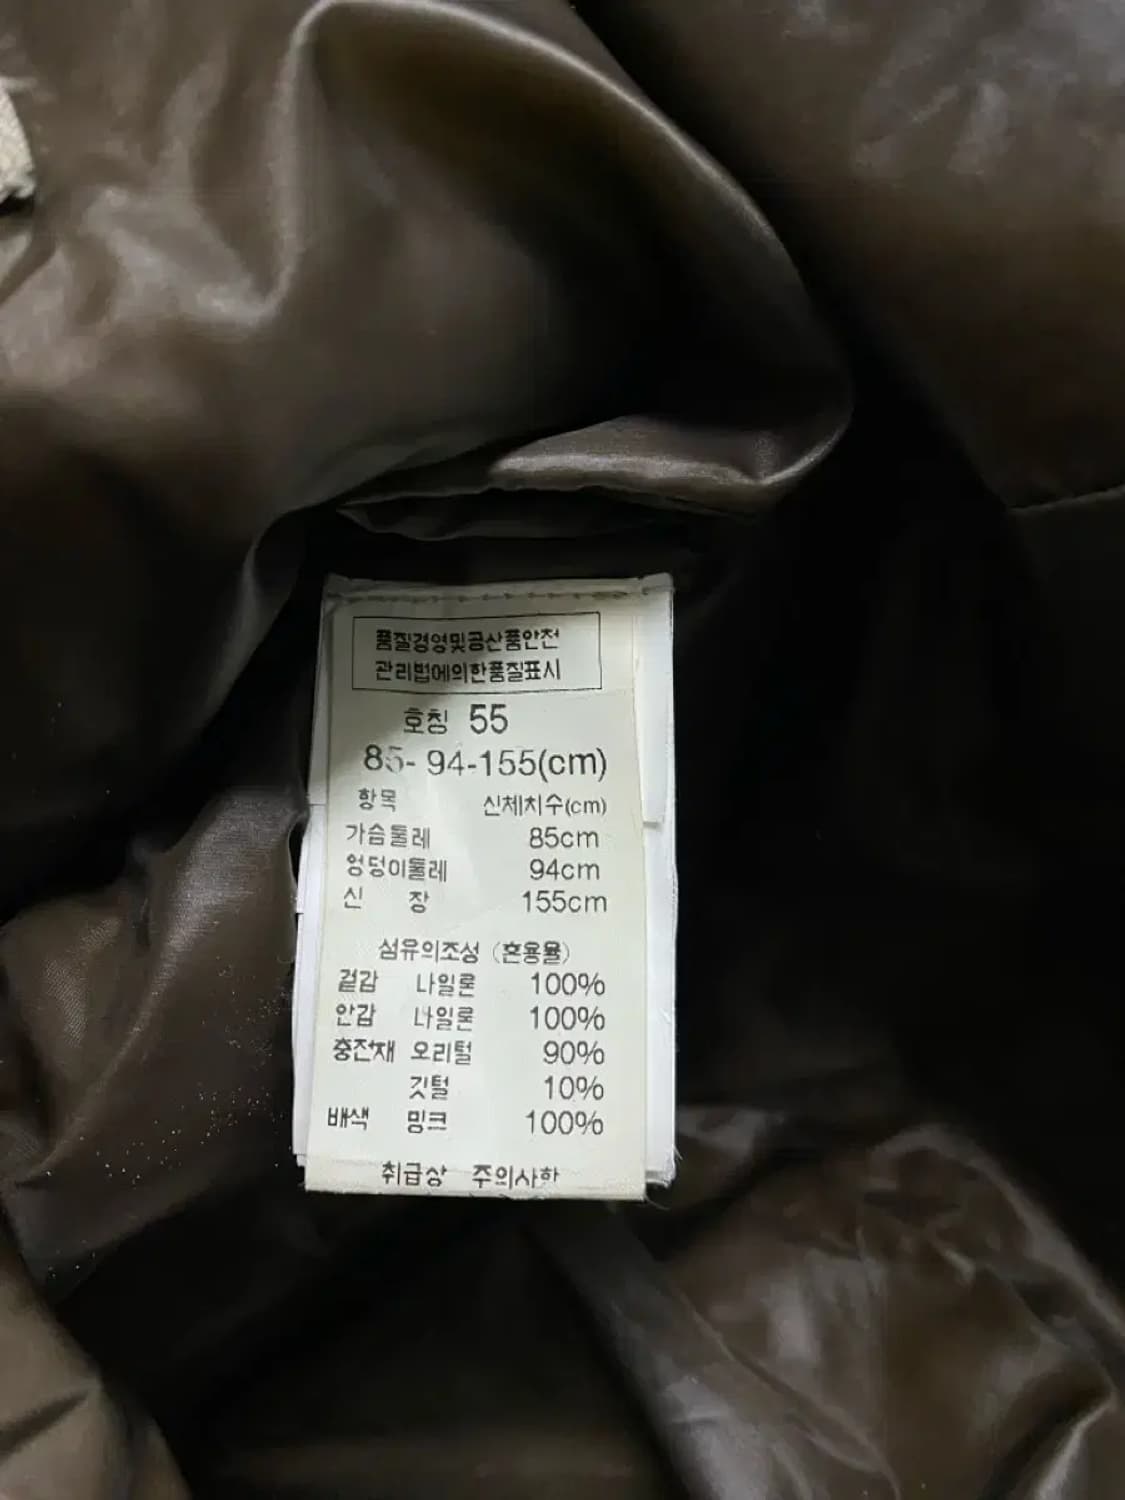 품질경영및공산품안전
관리법에의한품질표시
호칭 55
85- 94-155(cm)
항목 신체치수(cm)
가슴둘레 85cm
엉덩이둘레 94cm
신 장 155cm
섬유의조성 (혼용율)
겉감 나일론 100%
안감 나일론 100%
충전재 오리털 90%
깃털 10%
배색 밍크 100%
취급상 주의사항